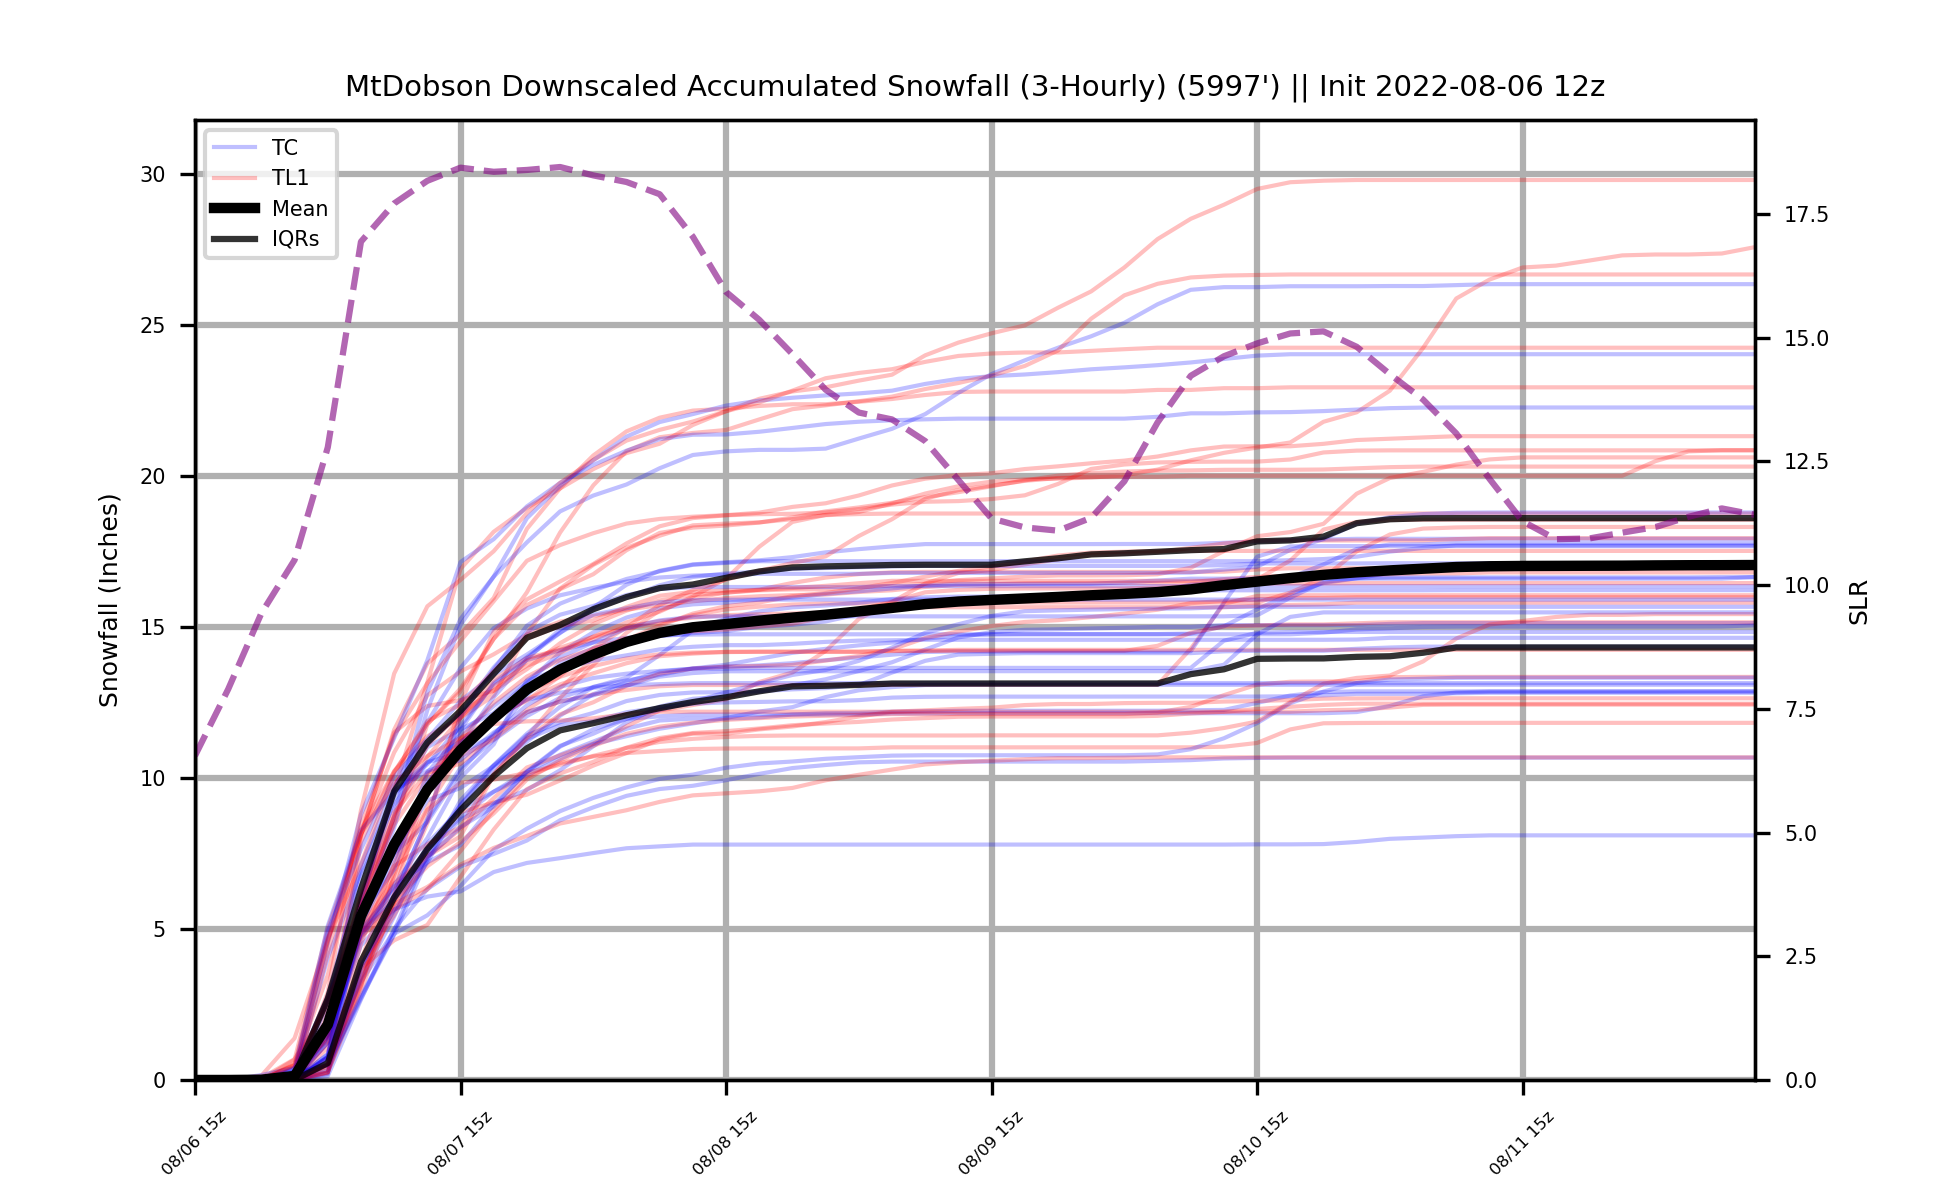 MtDobson Downscaled Accumulated Snowfall (3-Hourly) (5997') || Init 2022-08-06 12z
TC
TL1
Mean
IQRs
Snowfall (Inches)
30
25
20
15
10
5
0
17.5
15.0
12.5
10.0
7.5
5.0
2.5
0.0
SLR
08/06 15z
08/07 15z
08/08 15z
08/09 15z
08/10 15z
08/11 15z